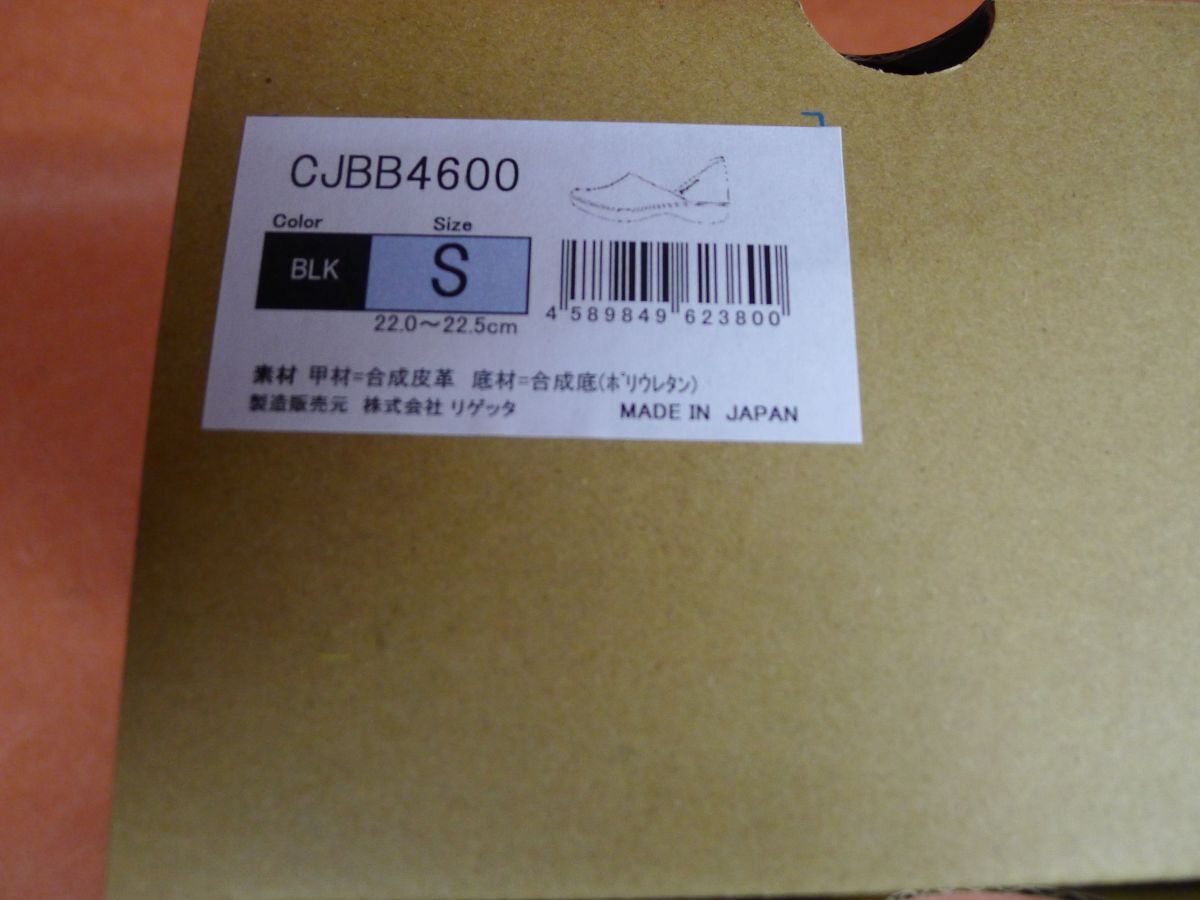 CJBB4600
Color Size
BLK S
22.0～22.5cm
4 589849 623800
素材 甲材=合成皮革 底材=合成底(ﾎﾟﾘｳﾚﾀﾝ)
製造販売元 株式会社 リゲッタ MADE IN JAPAN